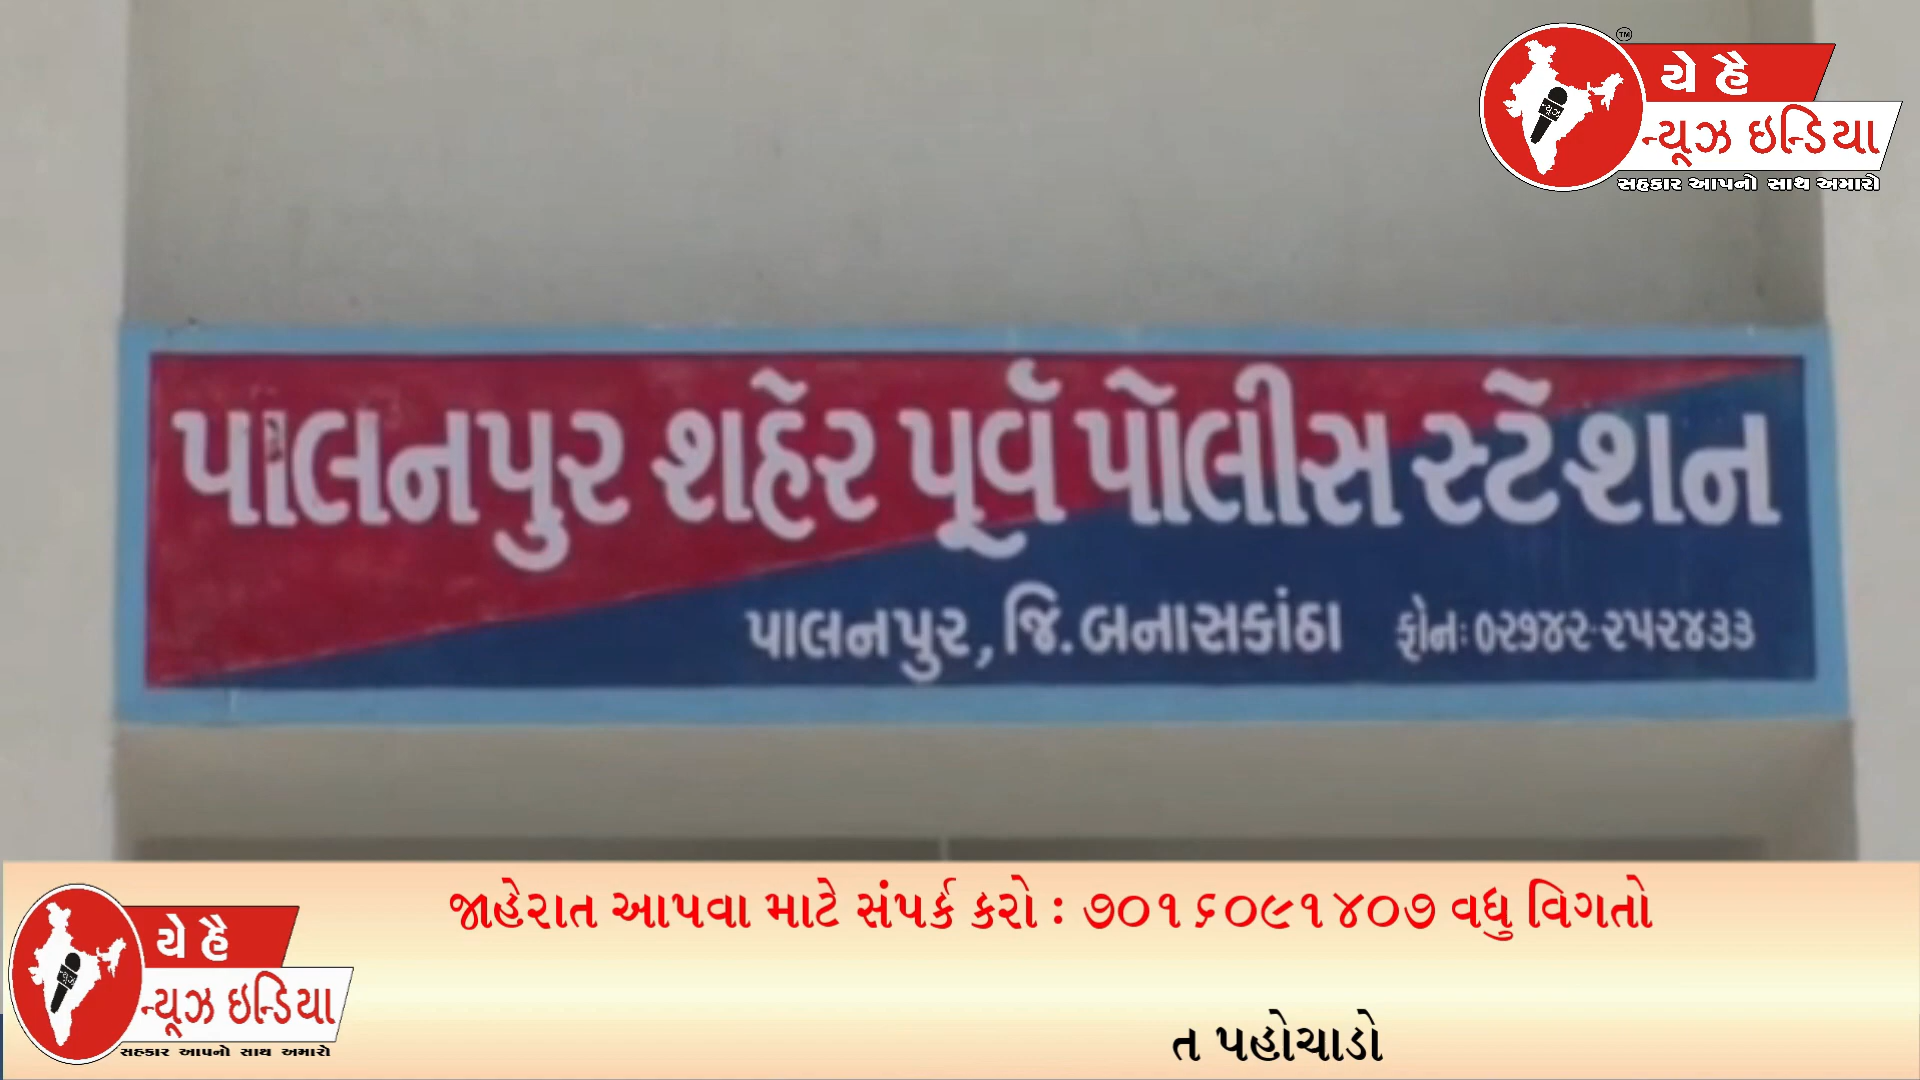 TM
યે હૈ
ન્યૂઝ
ન્યૂઝ ઇન્ડિયા
સહકાર આપનો સાથ અમારો
પાલનપુર શહેર પૂર્વ પોલીસ સ્ટેશન
પાલનપુર, જિ. બનાસકાંઠા ફોનઃ ૦૨૭૪૨-૨૫૨૪૩૩
જાહેરાત આપવા માટે સંપર્ક કરો : ૭૦૧૬૦૯૧૪૦૭ વધુ વિગતો
યે હૈ
ન્યૂઝ
ન્યૂઝ ઇન્ડિયા
સહકાર આપનો સાથ અમારો
ત પહોચાડો